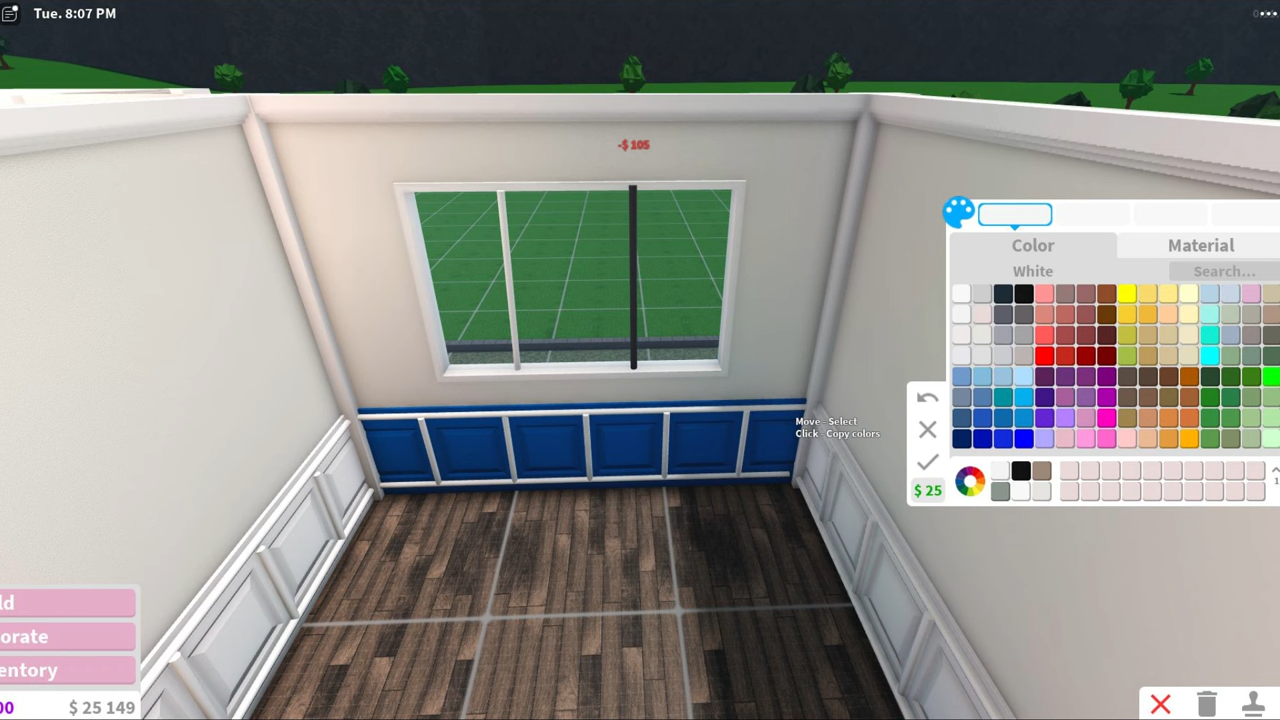 Tue. 8:07 PM
-$ 105
Color
Material
White
Search...
Move - Select
Click - Copy colors
$ 25
ld
orate
entory
00
$ 25 149